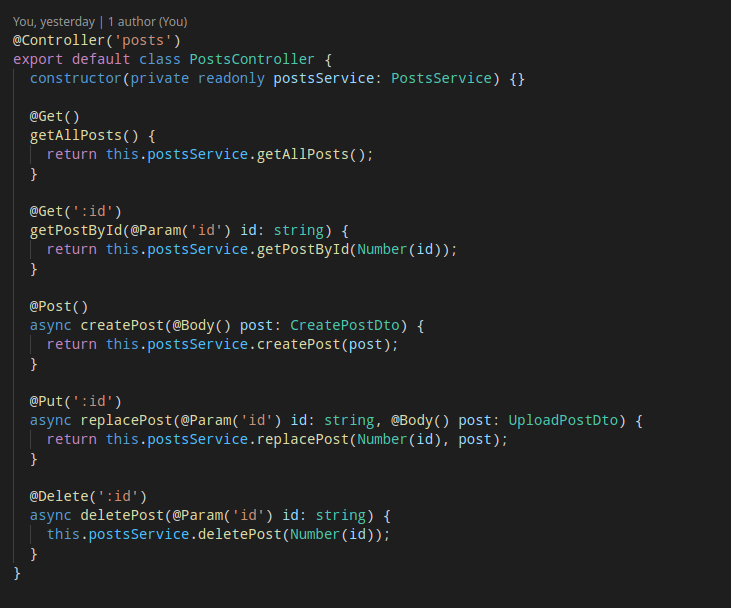 You, yesterday | 1 author (You)
@Controller('posts')
export default class PostsController {
  constructor(private readonly postsService: PostsService) {}

  @Get()
  getAllPosts() {
    return this.postsService.getAllPosts();
  }

  @Get(':id')
  getPostById(@Param('id') id: string) {
    return this.postsService.getPostById(Number(id));
  }

  @Post()
  async createPost(@Body() post: CreatePostDto) {
    return this.postsService.createPost(post);
  }

  @Put(':id')
  async replacePost(@Param('id') id: string, @Body() post: UploadPostDto) {
    return this.postsService.replacePost(Number(id), post);
  }

  @Delete(':id')
  async deletePost(@Param('id') id: string) {
    this.postsService.deletePost(Number(id));
  }
}